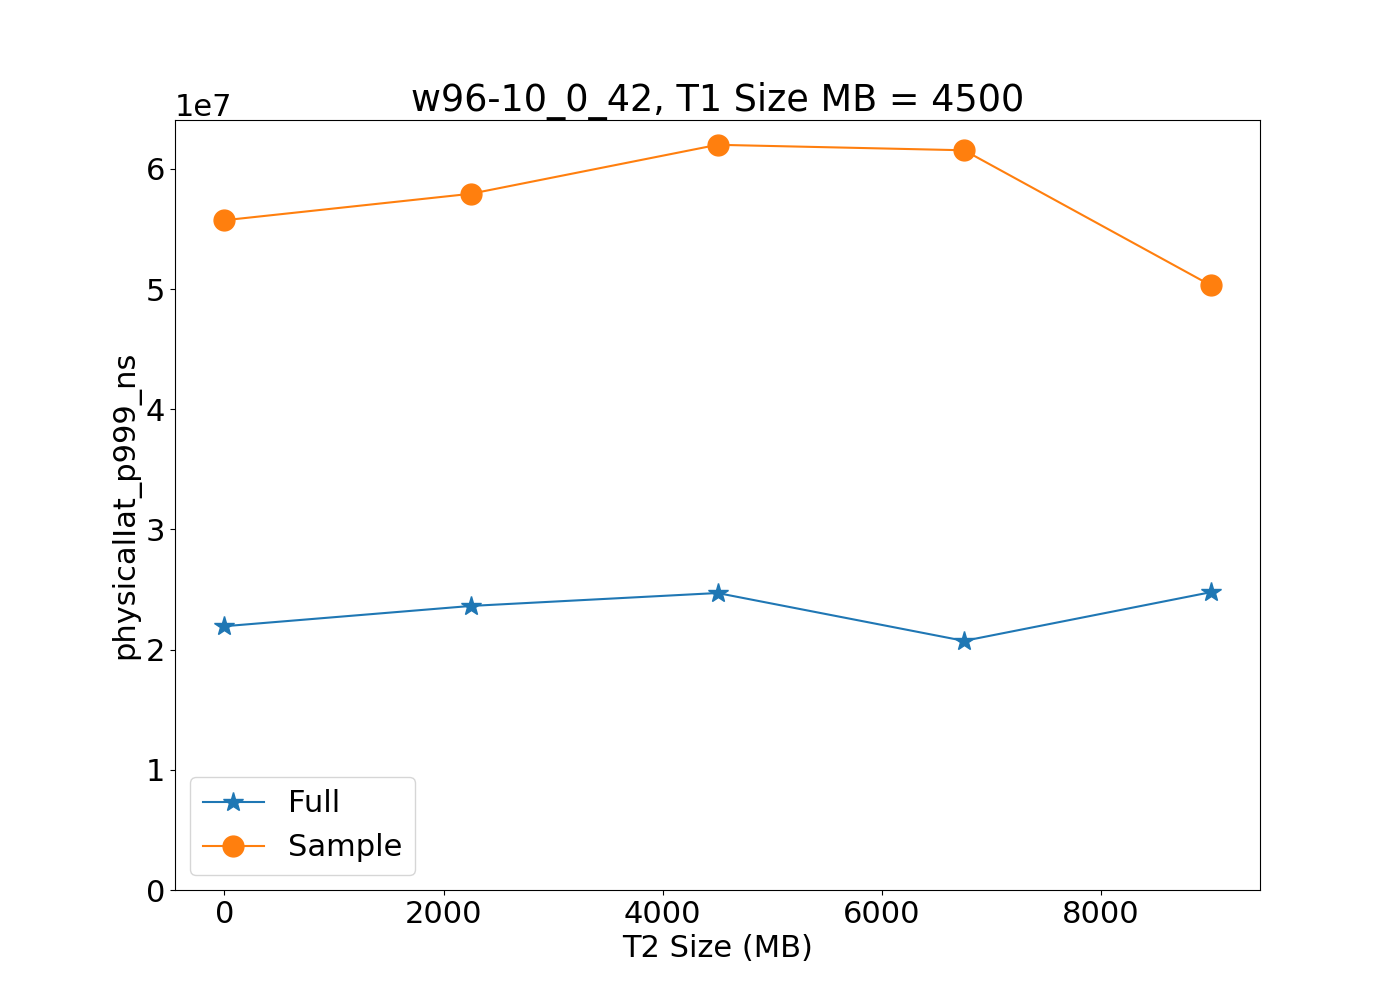 w96-10_0_42, T1 Size MB = 4500
1e7
6
5
4
3
2
1
0
physicallat_p999_ns
Full
Sample
0 2000 4000 6000 8000
T2 Size (MB)